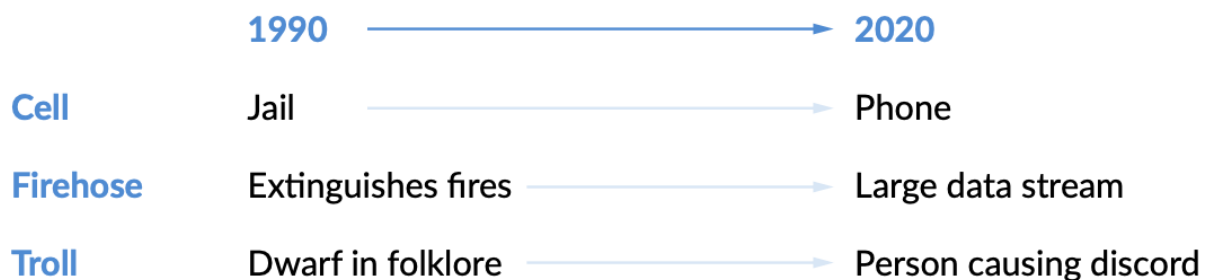 1990 2020
Cell Jail Phone
Firehose Extinguishes fires Large data stream
Troll Dwarf in folklore Person causing discord